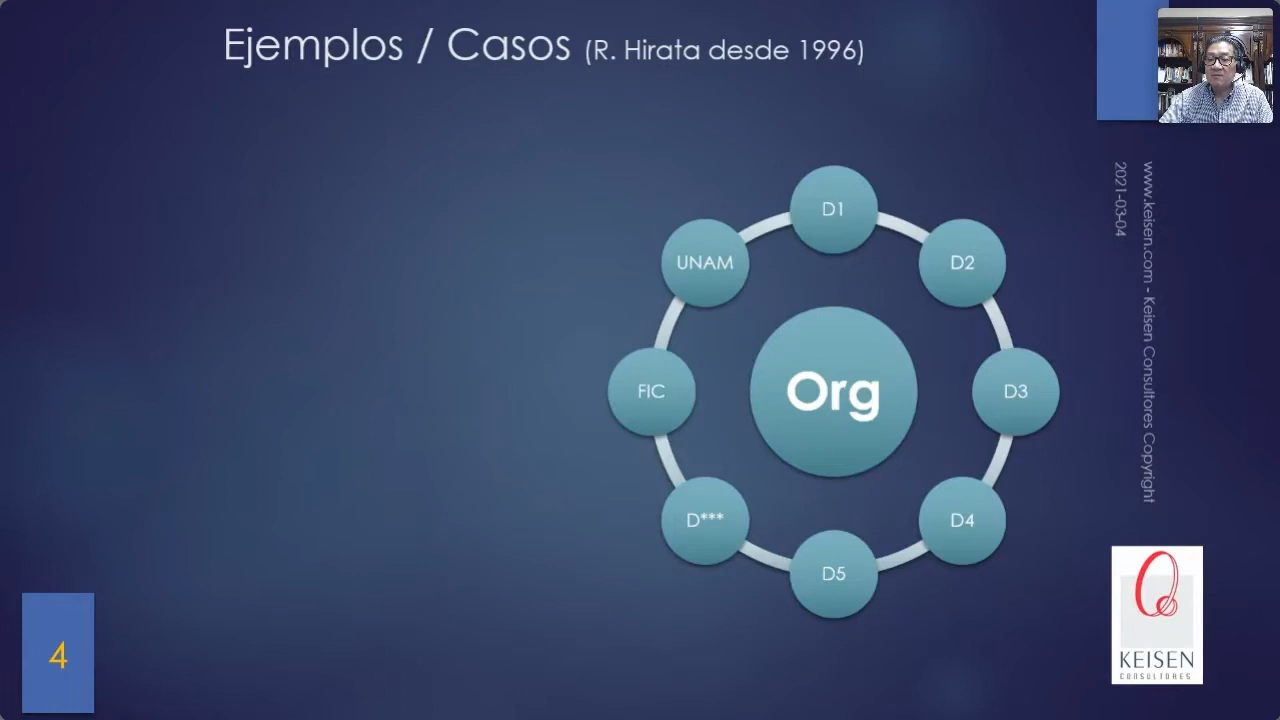 Ejemplos / Casos (R. Hirata desde 1996)
D1
UNAM
D2
FIC
Org
D3
D***
D4
D5
www.keisen.com - Keisen Consultores Copyright
2021-03-04
KEISEN
CONSULTORES
4